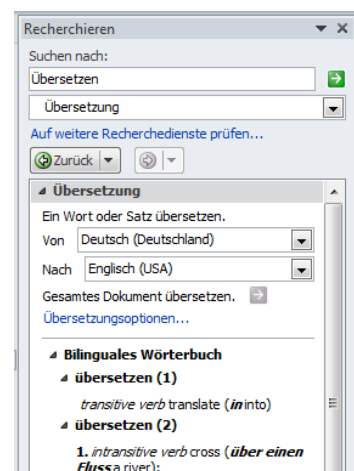 Recherchieren
Suchen nach:
Übersetzen
Übersetzung
Auf weitere Recherchedienste prüfen...
Zurück
Übersetzung
Ein Wort oder Satz übersetzen.
Von Deutsch (Deutschland)
Nach Englisch (USA)
Gesamtes Dokument übersetzen.
Übersetzungsoptionen...
Bilinguales Wörterbuch
übersetzen (1)
transitive verb translate (in into)
übersetzen (2)
1. intransitive verb cross (über einen
Fluss a river);